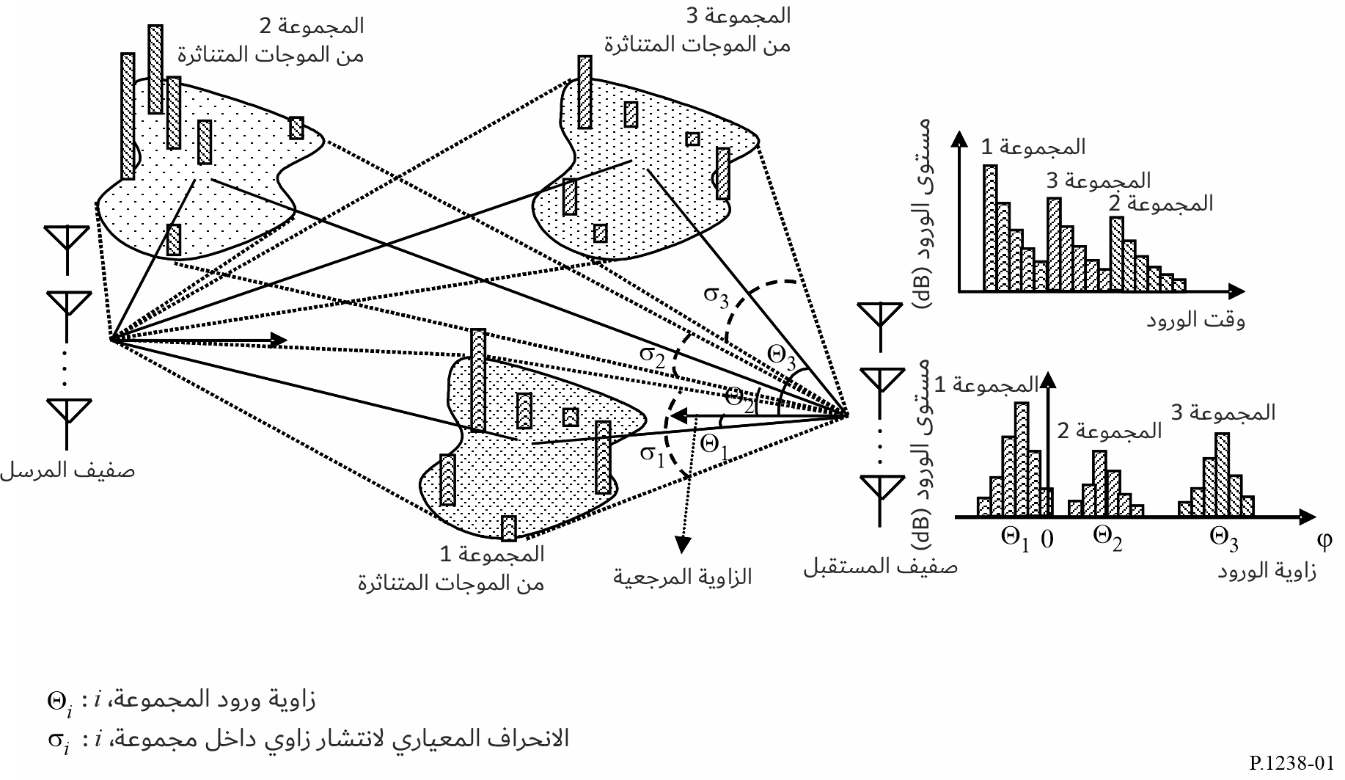 المجموعة 2
من الموجات المتناثرة
المجموعة 3
من الموجات المتناثرة
صفيف المرسل
σ3
σ2
σ1
Θ3
Θ2
Θ1
المجموعة 1
من الموجات المتناثرة
الزاوية المرجعية
صفيف المستقبل
مستوى الورود (dB)
المجموعة 1
المجموعة 3
المجموعة 2
وقت الورود
مستوى الورود (dB)
المجموعة 1
المجموعة 2
المجموعة 3
Θ1 0 Θ2 Θ3 φ
زاوية الورود
Θi : i زاوية ورود المجموعة،
σi : i الانحراف المعياري لانتشار زاوي داخل مجموعة،
P.1238-01